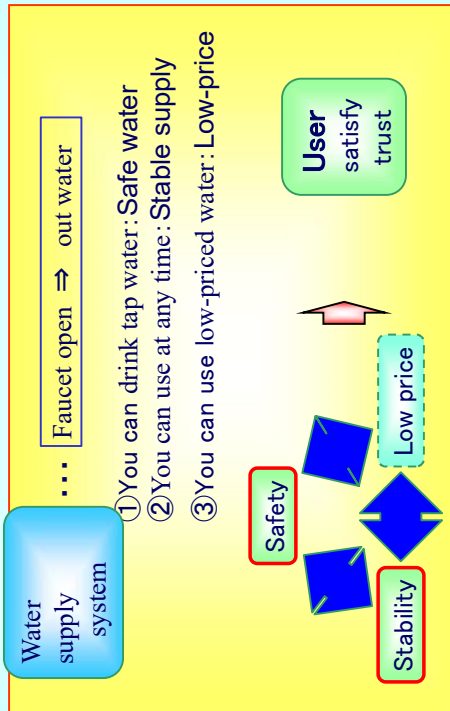 Water
supply
system
… Faucet open ⇒ out water
①You can drink tap water:Safe water
②You can use at any time:Stable supply
③You can use low-priced water:Low-price
Safety
Stability
Low price
User
satisfy
trust